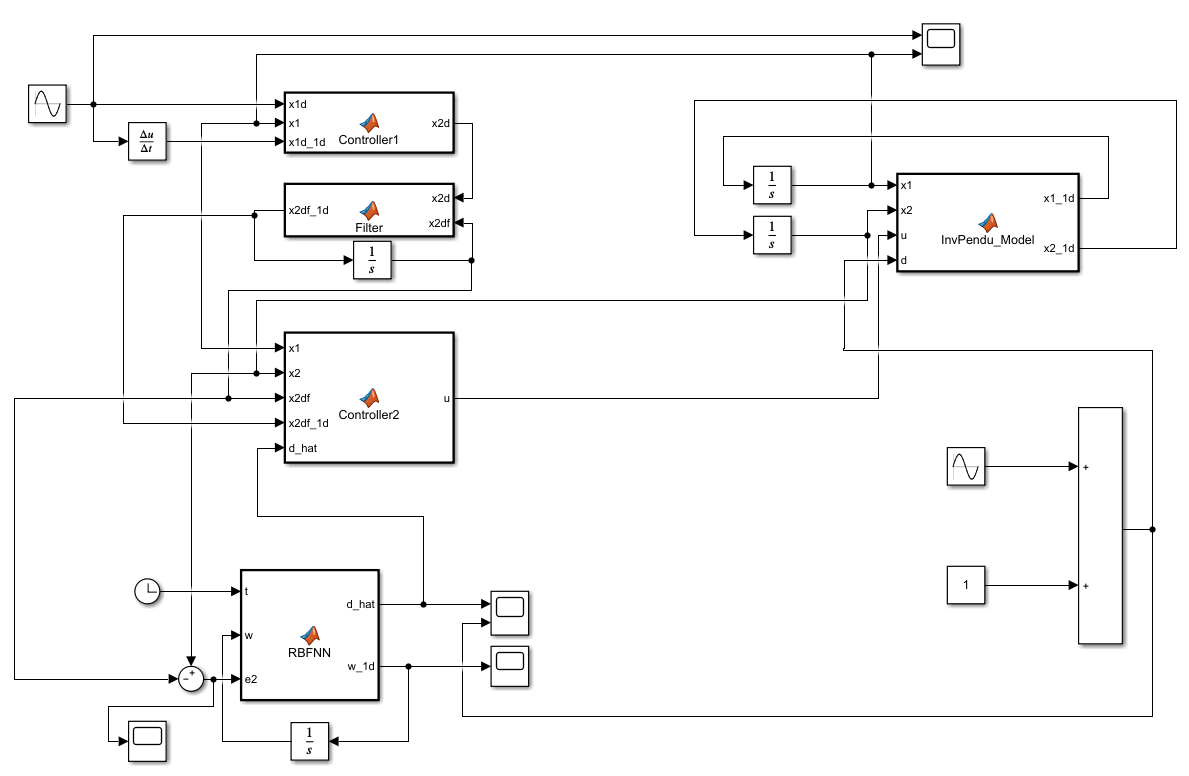 x1d
x1
x1d_1d
x2d
Controller1
Δu
Δt
x2df_1d
x2d
x2df
Filter
1
s
1
s
1
s
x1
x2
u
d
x1_1d
x2_1d
InvPendu_Model
x1
x2
x2df
x2df_1d
d_hat
u
Controller2
+
+
1
t
w
e2
d_hat
w_1d
RBFNN
+
−
1
s